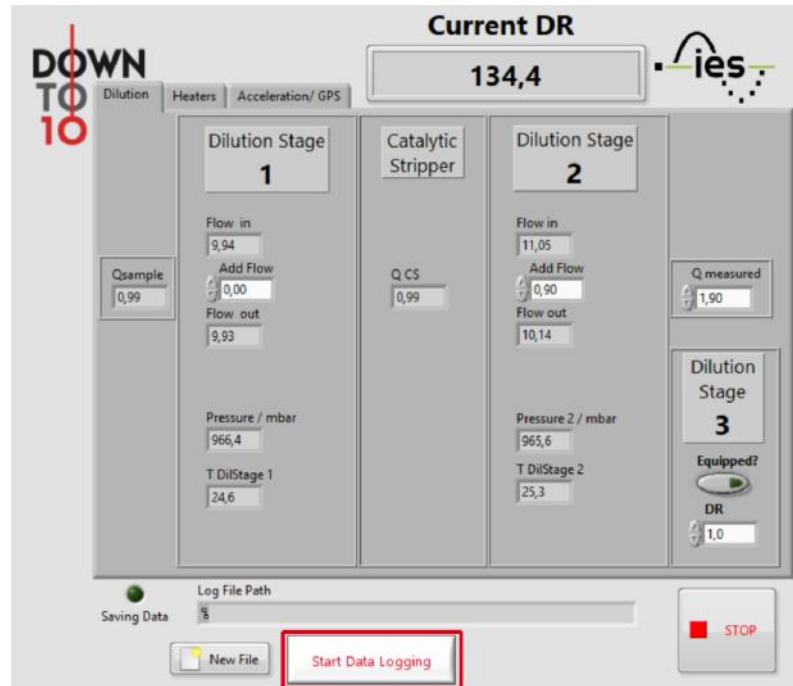 Current DR
134,4
DOWN
TO
10
ies
Dilution
Heaters
Acceleration/ GPS
Dilution Stage
1
Flow in
9,94
Add Flow
0,00
Flow out
9,93
Pressure / mbar
966,4
T DilStage 1
24,6
Qsample
0,99
Catalytic
Stripper
Q CS
0,99
Dilution Stage
2
Flow in
11,05
Add Flow
0,90
Flow out
10,14
Pressure 2 / mbar
965,6
T DilStage 2
25,3
Q measured
1,90
Dilution
Stage
3
Equipped?
DR
1,0
Saving Data
Log File Path
%
New File
Start Data Logging
STOP